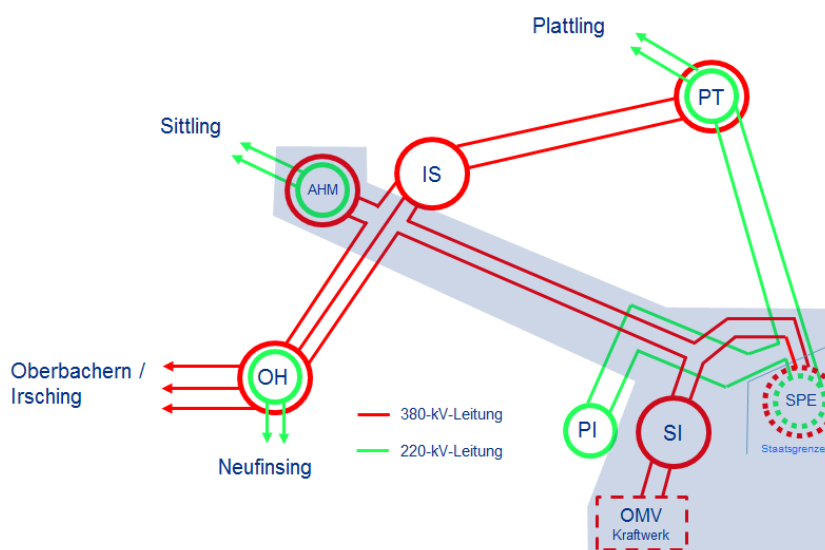 Plattling
PT
Sittling
IS
AHM
Oberbachern /
Irsching
OH
380-kV-Leitung
220-kV-Leitung
Neufinsing
PI
SI
SPE
Staatsgrenze
OMV
Kraftwerk